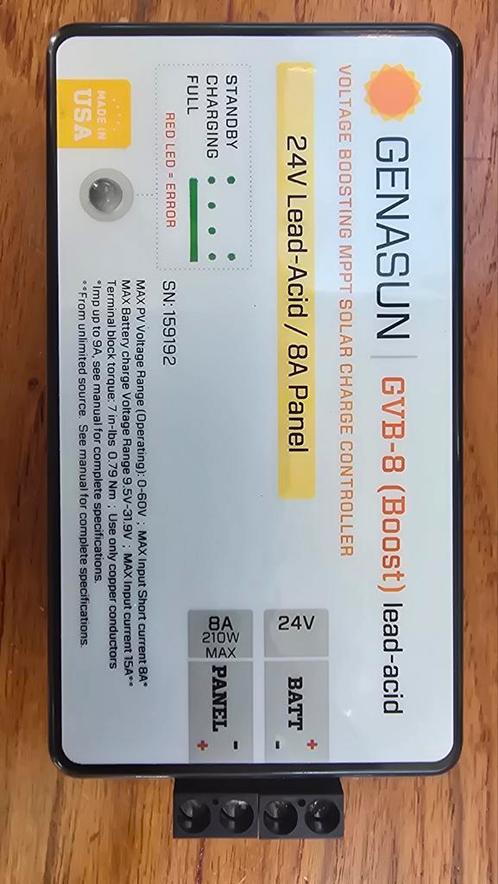 GENASUN | GVB-8 (Boost) lead-acid
VOLTAGE BOOSTING MPPT SOLAR CHARGE CONTROLLER
24V Lead-Acid / 8A Panel
24V BATT + -
8A
210W
MAX
PANEL - +
STANDBY
CHARGING
FULL
RED LED = ERROR
MADE IN
USA
SN: 159192
MAX PV Voltage Range (Operating): 0-60V ; MAX Input Short current 8A*
MAX Battery charge Voltage Range 9.5V-31.9V ; MAX Input current 15A**
Terminal block torque: 7 in-lbs 0.79 Nm ; Use only copper conductors
*Imp up to 9A, see manual for complete specifications.
**From unlimited source. See manual for complete specifications.